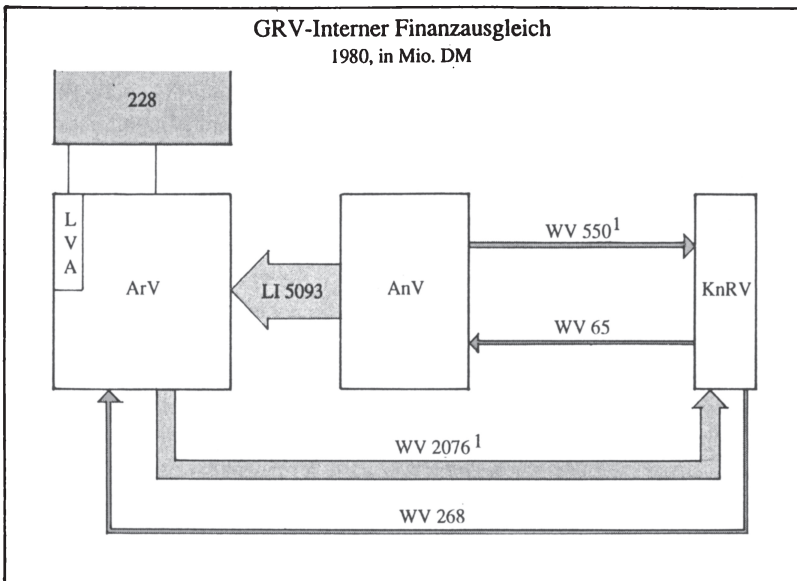 GRV-Interner Finanzausgleich
1980, in Mio. DM
228
L
V
A
ArV
LI 5093
AnV
WV 550¹
KnRV
WV 65
WV 2076¹
WV 268